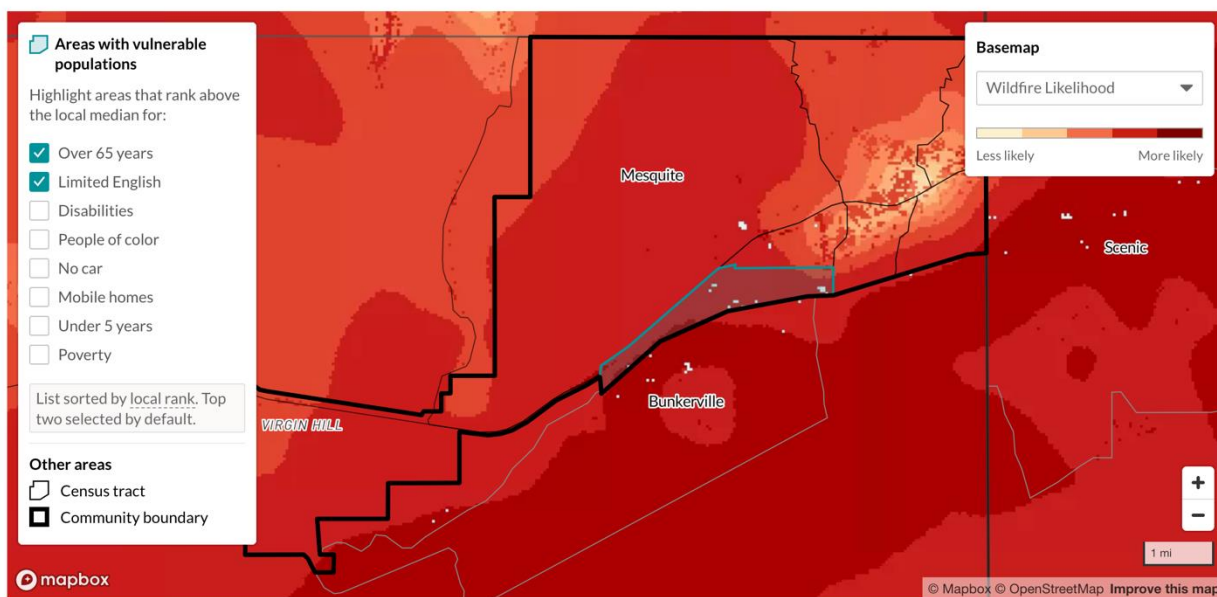 Areas with vulnerable
populations
Highlight areas that rank above
the local median for:
Over 65 years
Limited English
Disabilities
People of color
No car
Mobile homes
Under 5 years
Poverty
List sorted by local rank. Top
two selected by default.
Other areas
Census tract
Community boundary
mapbox
VIRGIN HILL
Mesquite
Bunkerville
Scenic
Basemap
Wildfire Likelihood
Less likely More likely
+
−
1 mi
© Mapbox © OpenStreetMap Improve this map